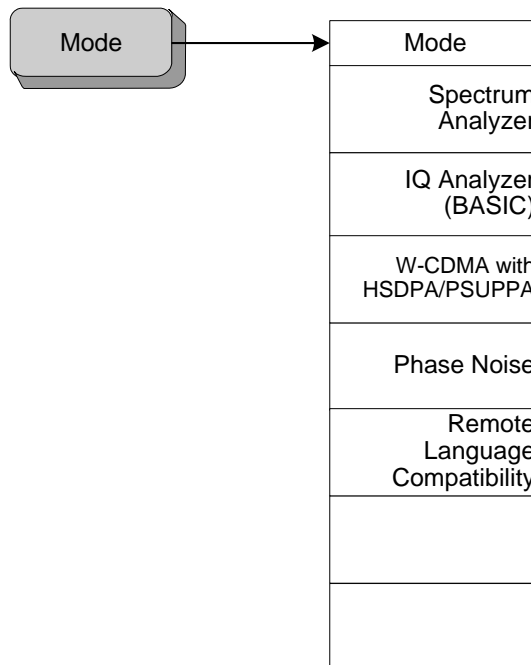 Mode
Mode
Spectrum
Analyzer
IQ Analyzer
(BASIC)
W-CDMA with
HSDPA/PSUPPA
Phase Noise
Remote
Language
Compatibility